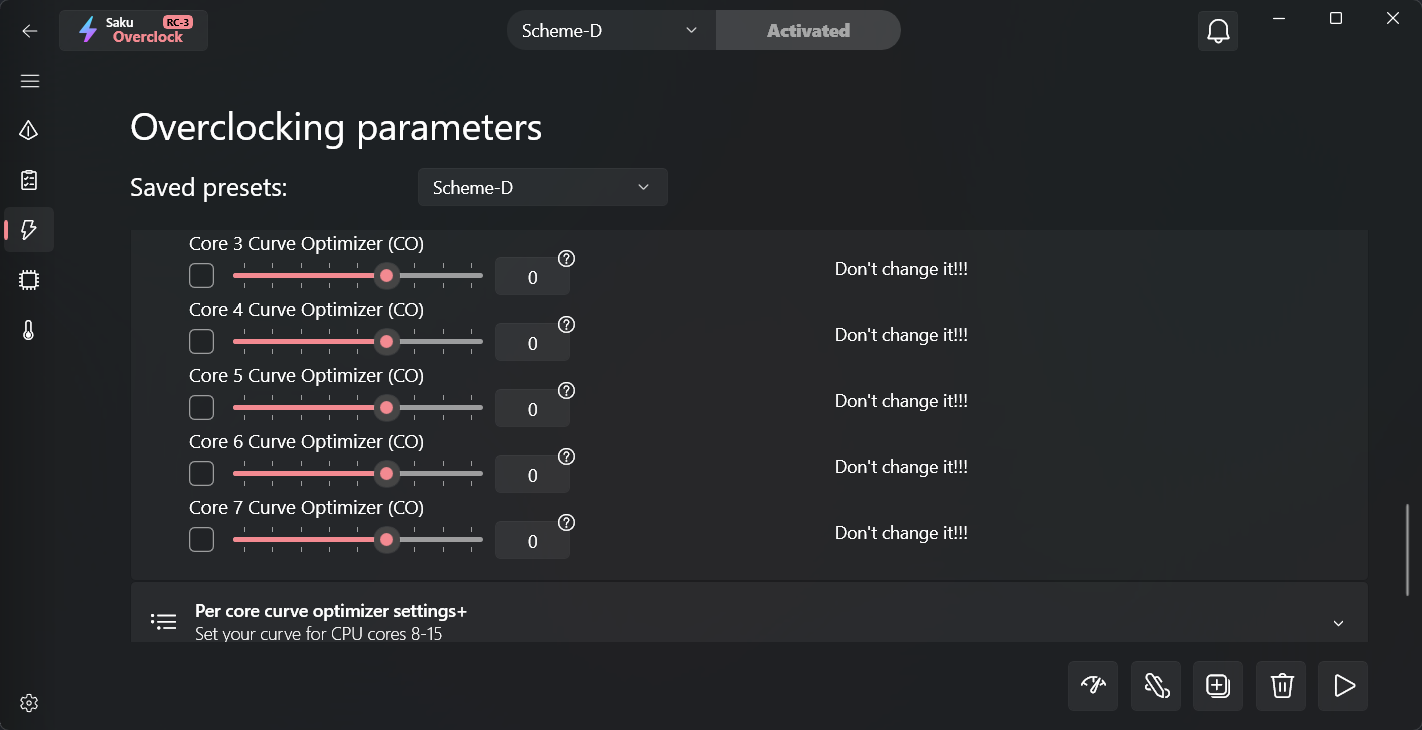 Saku RC-3
Overclock
Scheme-D
Activated
Overclocking parameters
Saved presets:
Scheme-D
Core 3 Curve Optimizer (CO)
0
Don't change it!!!
Core 4 Curve Optimizer (CO)
0
Don't change it!!!
Core 5 Curve Optimizer (CO)
0
Don't change it!!!
Core 6 Curve Optimizer (CO)
0
Don't change it!!!
Core 7 Curve Optimizer (CO)
0
Don't change it!!!
Per core curve optimizer settings+
Set your curve for CPU cores 8-15